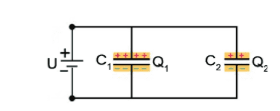 U + − C₁ + + + − − − Q₁ C₂ + + + − − − Q₂